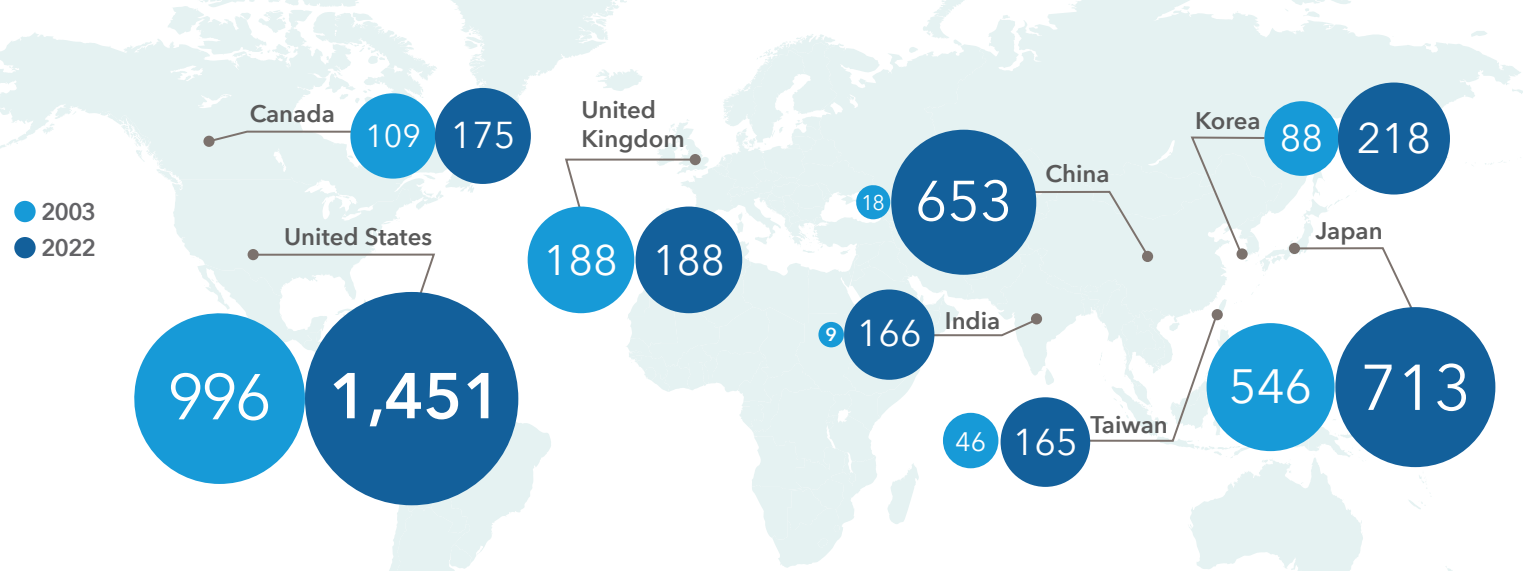 Canada
109
175
United
Kingdom
188
188
2003
2022
United States
996
1,451
China
18
653
India
9
166
Taiwan
46
165
Korea
88
218
Japan
546
713